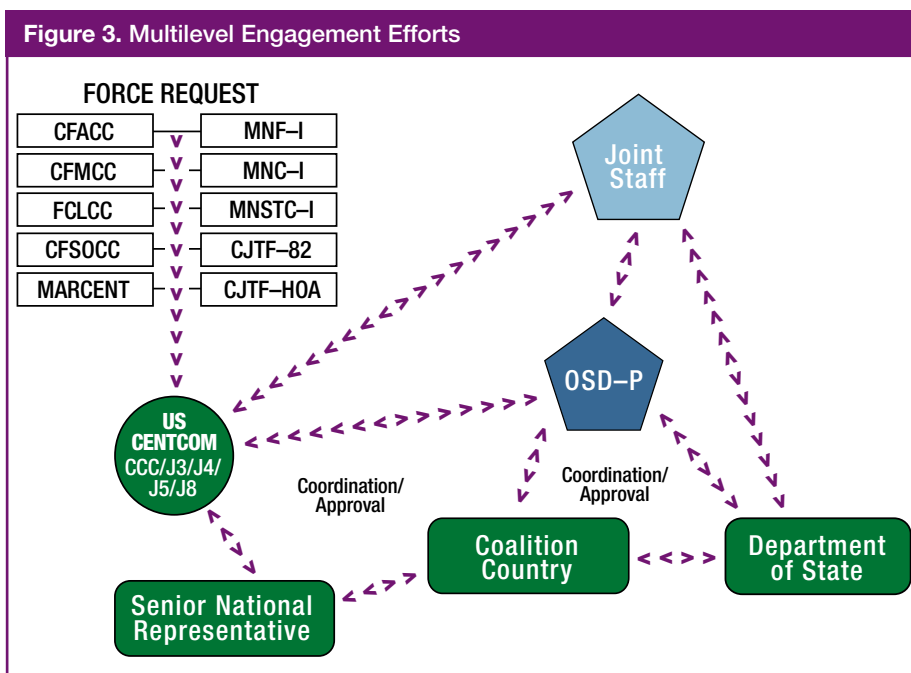 Figure 3. Multilevel Engagement Efforts
FORCE REQUEST
CFACC
MNF–I
CFMCC
MNC–I
FCLCC
MNSTC–I
CFSOCC
CJTF–82
MARCENT
CJTF–HOA
Joint
Staff
OSD–P
US
CENTCOM
CCC/J3/J4/
J5/J8
Coordination/
Approval
Coordination/
Approval
Coalition
Country
Department
of State
Senior National
Representative